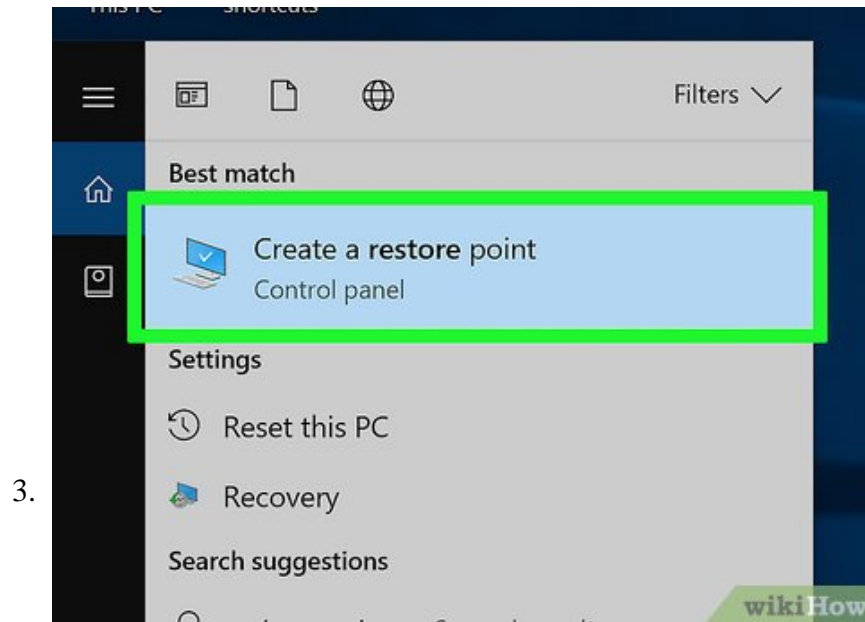 Filters
Best match
Create a restore point
Control panel
Settings
Reset this PC
3.
Recovery
Search suggestions
wikiHow